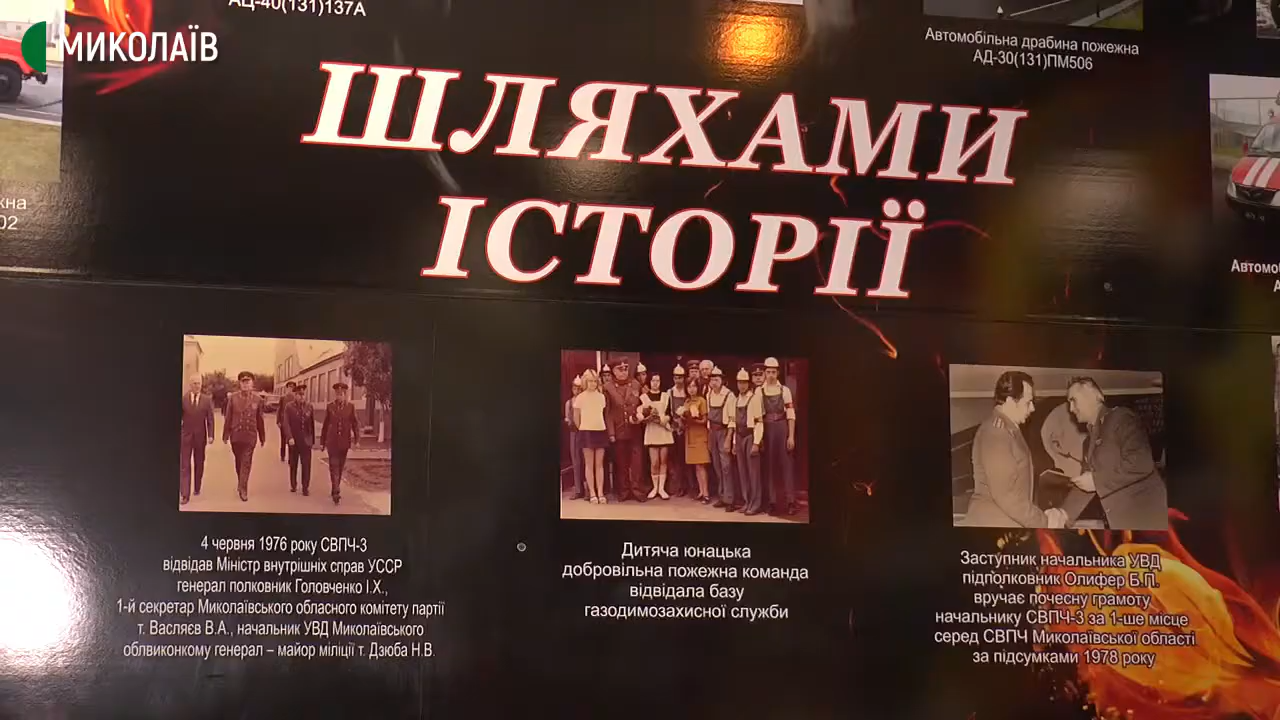 АЦ-40(131)137А
МИКОЛАЇВ
Автомобільна драбина пожежна
АД-30(131)ПМ506
ШЛЯХАМИ
ІСТОРІЇ
02
4 червня 1976 року СВПЧ-3
відвідав Міністр внутрішніх справ УССР
генерал полковник Головченко І.Х.,
1-й секретар Миколаївського обласного комітету партії
т. Васляєв В.А., начальник УВД Миколаївського
облвиконкому генерал – майор міліції т. Дзюба Н.В.
Дитяча юнацька
добровільна пожежна команда
відвідала базу
газодимозахисної служби
Заступник начальника УВД
підполковник Олифер Б.П.
вручає почесну грамоту
начальнику СВПЧ-3 за 1-ше місце
серед СВПЧ Миколаївської області
за підсумками 1978 року